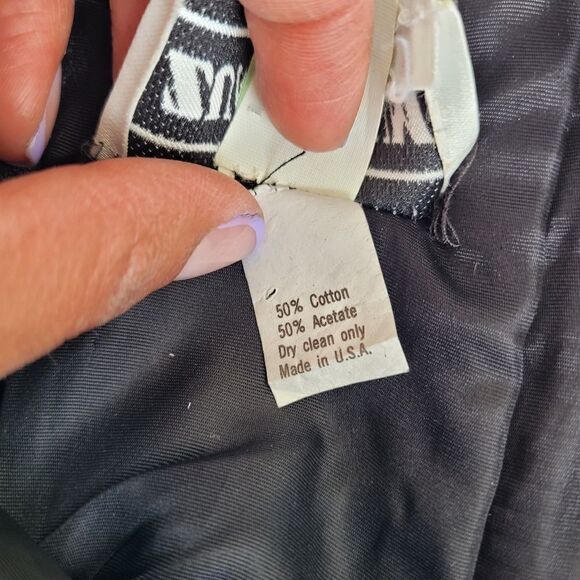 50% Cotton
50% Acetate
Dry clean only
Made in U.S.A.